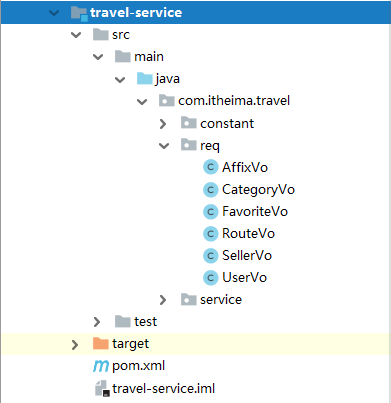 travel-service
src
main
java
com.itheima.travel
constant
req
AffixVo
CategoryVo
FavoriteVo
RouteVo
SellerVo
UserVo
service
test
target
pom.xml
travel-service.iml